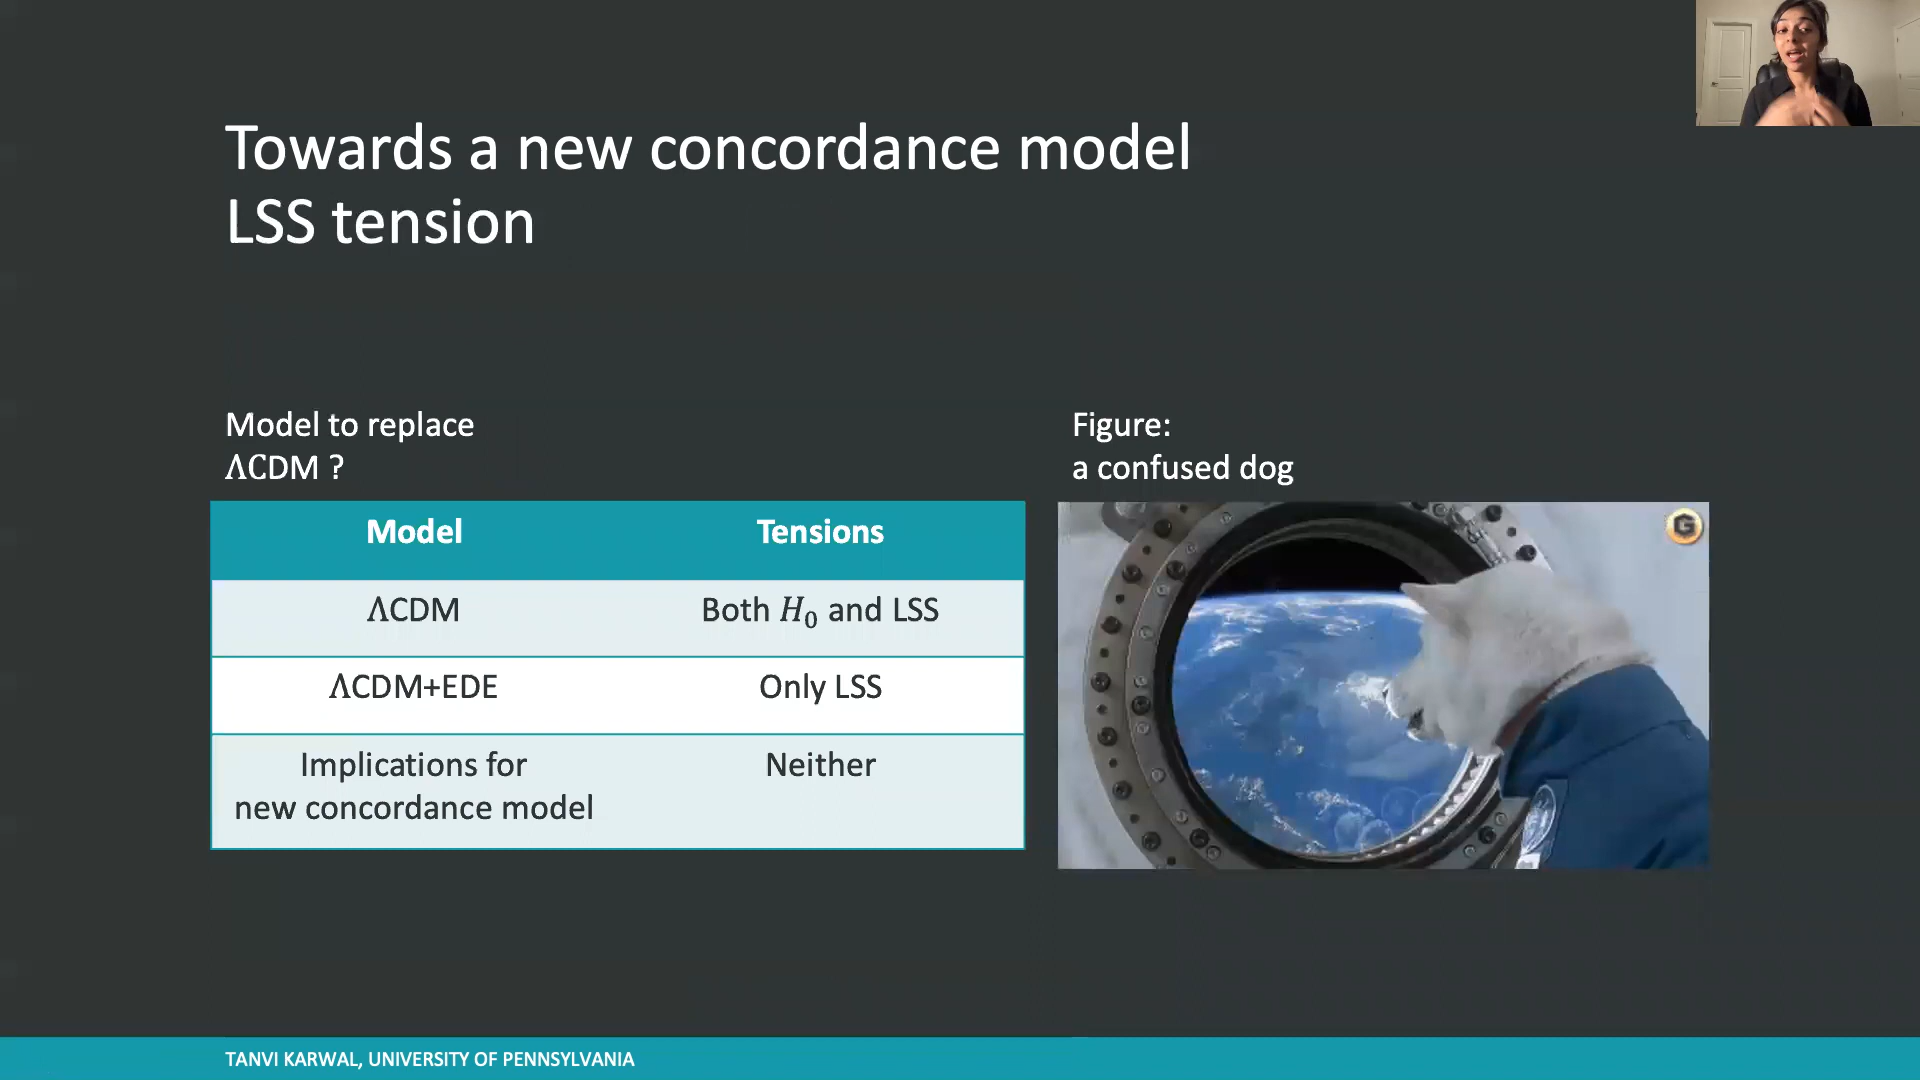 Towards a new concordance model
LSS tension
Model to replace
ΛCDM ?
Model Tensions
ΛCDM Both H₀ and LSS
ΛCDM+EDE Only LSS
Implications for Neither
new concordance model
Figure:
a confused dog
G
TANVI KARWAL, UNIVERSITY OF PENNSYLVANIA